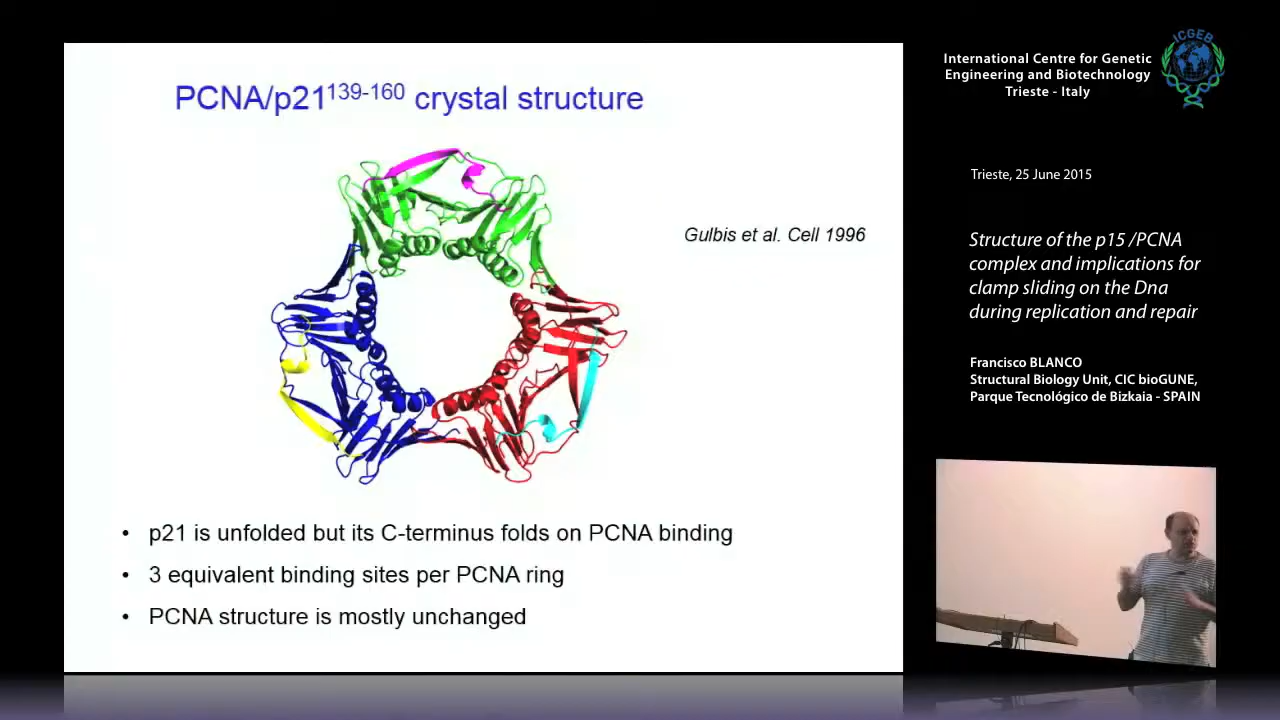 PCNA/p21139-160 crystal structure
Gulbis et al. Cell 1996
• p21 is unfolded but its C-terminus folds on PCNA binding
• 3 equivalent binding sites per PCNA ring
• PCNA structure is mostly unchanged
International Centre for Genetic
Engineering and Biotechnology
Trieste - Italy
ICGEB
Trieste, 25 June 2015
Structure of the p15 /PCNA
complex and implications for
clamp sliding on the Dna
during replication and repair
Francisco BLANCO
Structural Biology Unit, CIC bioGUNE,
Parque Tecnológico de Bizkaia - SPAIN